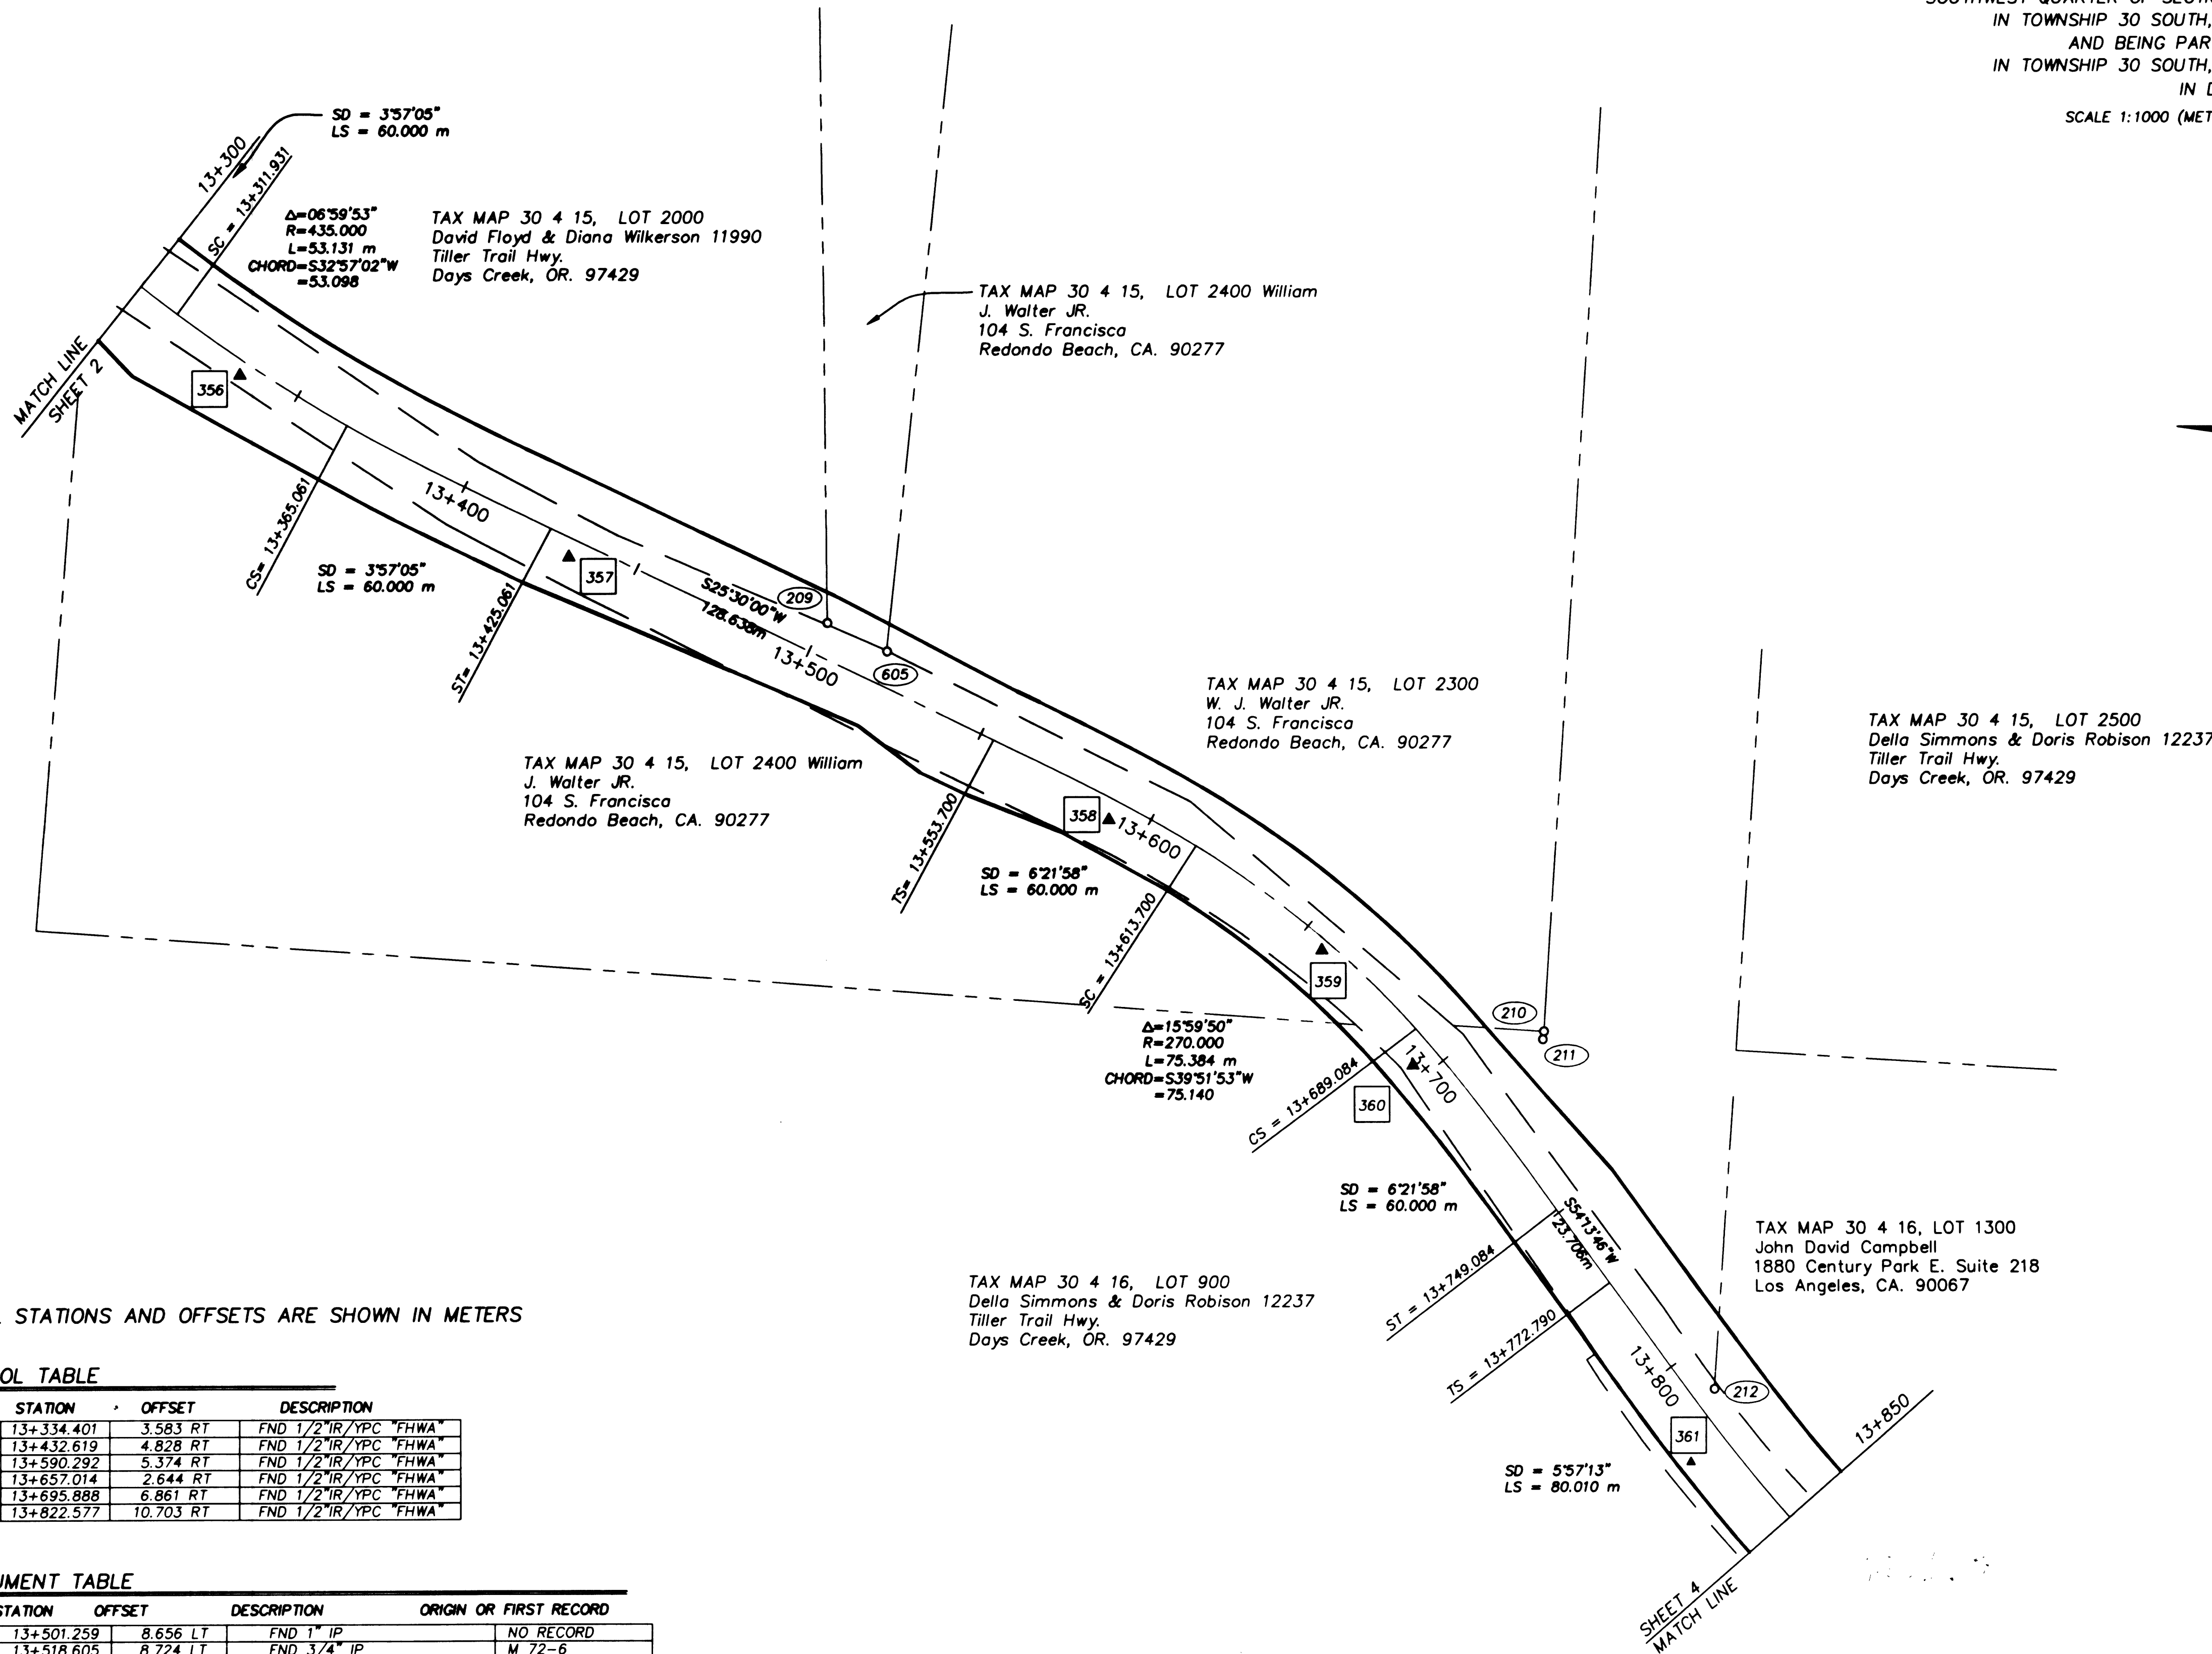 SOUTHWEST QUARTER OF
IN TOWNSHIP 30 SOUTH,
AND BEING PAR
IN TOWNSHIP 30 SOUTH,
IN
SCALE 1:1000 (MET
SD = 3°57'05"
LS = 60.000 m
13+300
SC = 13+311.931
Δ=06°59'53"
R=435.000
L=53.131 m
CHORD=S32°57'02"W
=53.098
TAX MAP 30 4 15, LOT 2000
David Floyd & Diana Wilkerson 11990
Tiller Trail Hwy.
Days Creek, OR. 97429
TAX MAP 30 4 15, LOT 2400 William
J. Walter JR.
104 S. Francisca
Redondo Beach, CA. 90277
MATCH LINE
SHEET 2
356
CS= 13+365.061
13+400
SD = 3°57'05"
LS = 60.000 m
ST= 13+425.061
357
S25°30'00"W
128.638m
209
13+500
605
TAX MAP 30 4 15, LOT 2300
W. J. Walter JR.
104 S. Francisca
Redondo Beach, CA. 90277
TAX MAP 30 4 15, LOT 2500
Della Simmons & Doris Robison 12237
Tiller Trail Hwy.
Days Creek, OR. 97429
TAX MAP 30 4 15, LOT 2400 William
J. Walter JR.
104 S. Francisca
Redondo Beach, CA. 90277
TS= 13+553.700
358
13+600
SD = 6°21'58"
LS = 60.000 m
SC = 13+613.700
359
Δ=15°59'50"
R=270.000
L=75.384 m
CHORD=S39°51'53"W
=75.140
210
211
13+700
CS = 13+689.084
360
SD = 6°21'58"
LS = 60.000 m
S54°13'46"W
23.706m
ST = 13+749.084
TS = 13+772.790
TAX MAP 30 4 16, LOT 1300
John David Campbell
1880 Century Park E. Suite 218
Los Angeles, CA. 90067
TAX MAP 30 4 16, LOT 900
Della Simmons & Doris Robison 12237
Tiller Trail Hwy.
Days Creek, OR. 97429
13+800
212
361
13+850
SD = 5°57'13"
LS = 80.010 m
SHEET 4
MATCH LINE
STATIONS AND OFFSETS ARE SHOWN IN METERS
OL TABLE
STATION OFFSET DESCRIPTION
13+334.401 3.583 RT FND 1/2"IR/YPC "FHWA"
13+432.619 4.828 RT FND 1/2"IR/YPC "FHWA"
13+590.292 5.374 RT FND 1/2"IR/YPC "FHWA"
13+657.014 2.644 RT FND 1/2"IR/YPC "FHWA"
13+695.888 6.861 RT FND 1/2"IR/YPC "FHWA"
13+822.577 10.703 RT FND 1/2"IR/YPC "FHWA"
UMENT TABLE
STATION OFFSET DESCRIPTION ORIGIN OR FIRST RECORD
13+501.259 8.656 LT FND 1" IP NO RECORD
13+518.605 8.724 LT FND 3/4" IP M 72-6